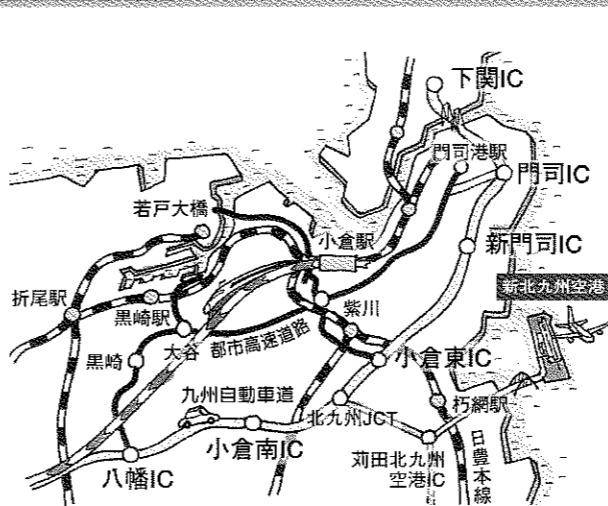 下関IC
門司港駅
門司IC
若戸大橋
小倉駅
新門司IC
新北九州空港
折尾駅
黒崎駅
紫川
大谷
都市高速道路
黒崎
小倉東IC
九州自動車道
北九州JCT
朽網駅
小倉南IC
苅田北九州
空港IC
日豊本線
八幡IC